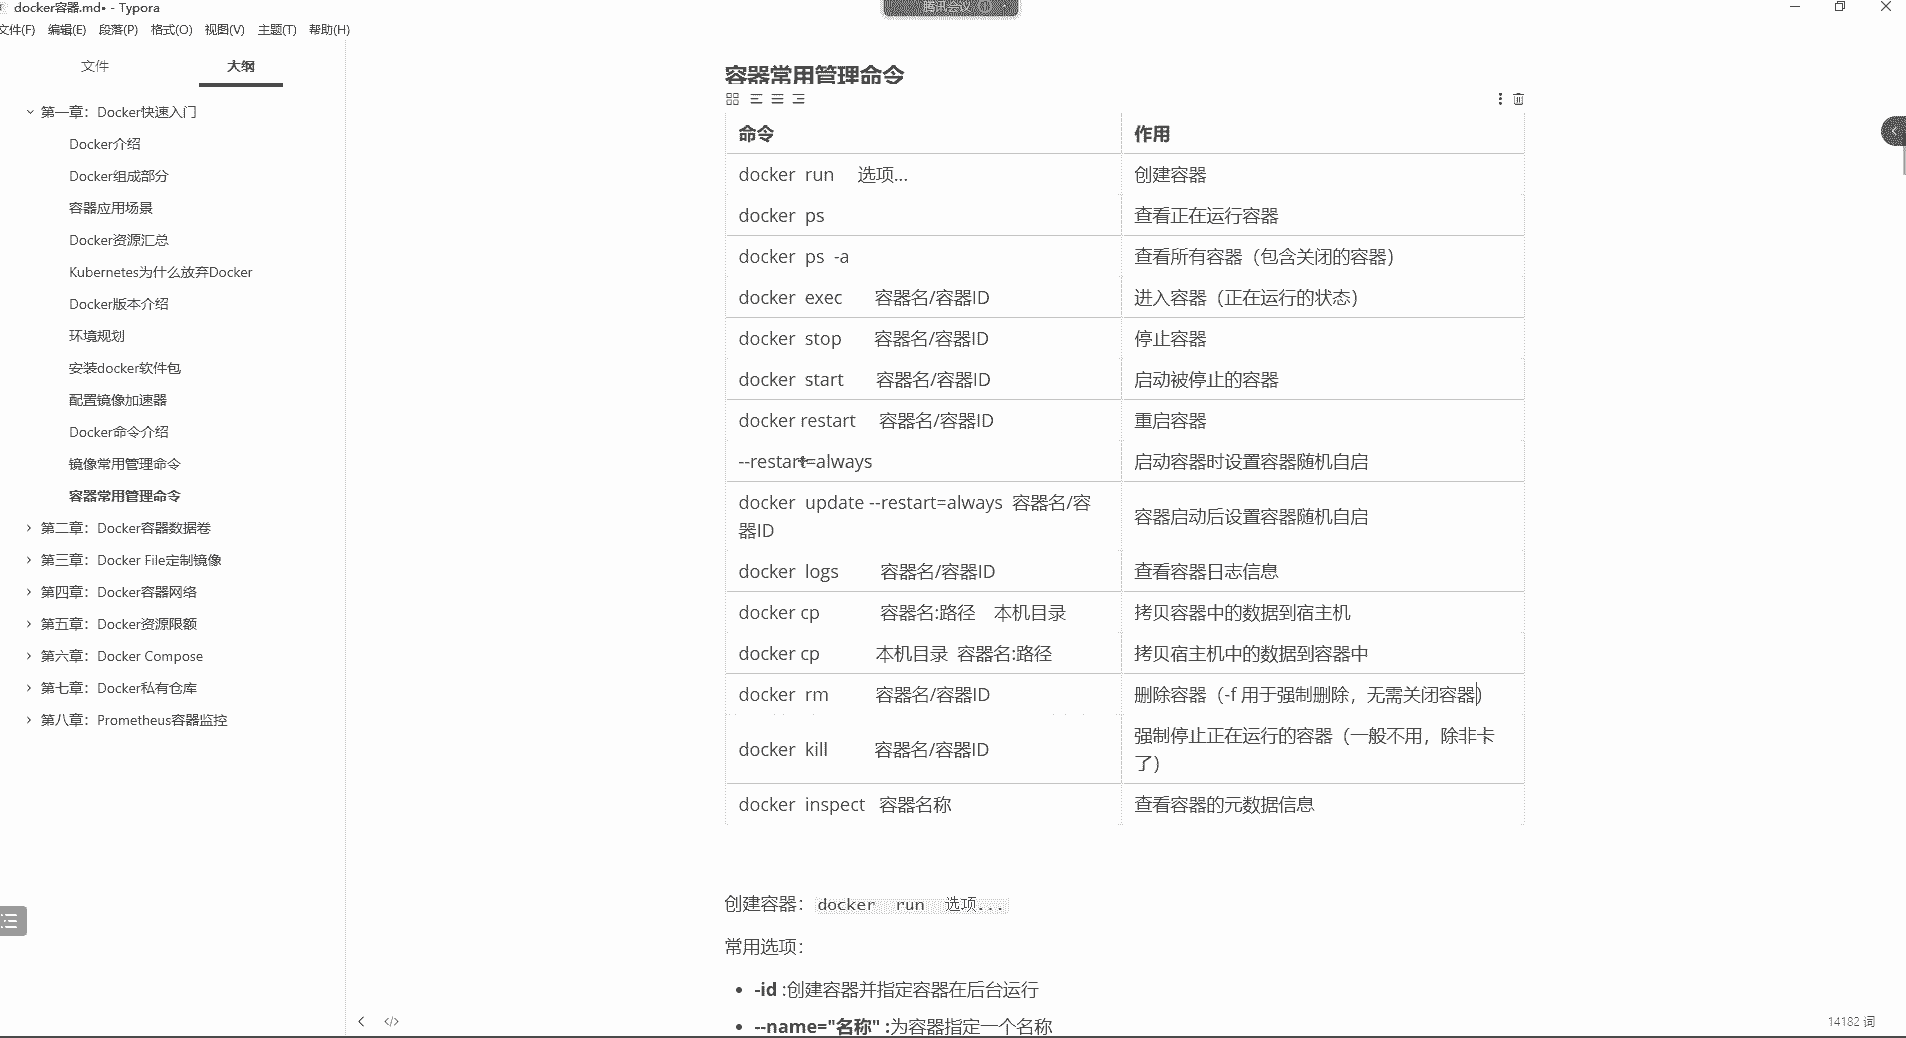 docker容器.md• - Typora
腾讯会议
文件(F) 编辑(E) 段落(P) 格式(O) 视图(V) 主题(T) 帮助(H)
文件 大纲
第一章：Docker快速入门
Docker介绍
Docker组成部分
容器应用场景
Docker资源汇总
Kubernetes为什么放弃Docker
Docker版本介绍
环境规划
安装docker软件包
配置镜像加速器
Docker命令介绍
镜像常用管理命令
容器常用管理命令
第二章：Docker容器数据卷
第三章：Docker File定制镜像
第四章：Docker容器网络
第五章：Docker资源限额
第六章：Docker Compose
第七章：Docker私有仓库
第八章：Prometheus容器监控
容器常用管理命令
命令 作用
docker run 选项... 创建容器
docker ps 查看正在运行容器
docker ps -a 查看所有容器（包含关闭的容器）
docker exec 容器名/容器ID 进入容器（正在运行的状态）
docker stop 容器名/容器ID 停止容器
docker start 容器名/容器ID 启动被停止的容器
docker restart 容器名/容器ID 重启容器
--restart=always 启动容器时设置容器随机自启
docker update --restart=always 容器名/容
器ID 容器启动后设置容器随机自启
docker logs 容器名/容器ID 查看容器日志信息
docker cp 容器名:路径 本机目录 拷贝容器中的数据到宿主机
docker cp 本机目录 容器名:路径 拷贝宿主机中的数据到容器中
docker rm 容器名/容器ID 删除容器（-f 用于强制删除，无需关闭容器）
docker kill 容器名/容器ID 强制停止正在运行的容器（一般不用，除非卡
了）
docker inspect 容器名称 查看容器的元数据信息
创建容器：docker run 选项...
常用选项：
• -id :创建容器并指定容器在后台运行
• --name="名称" :为容器指定一个名称
14182 词